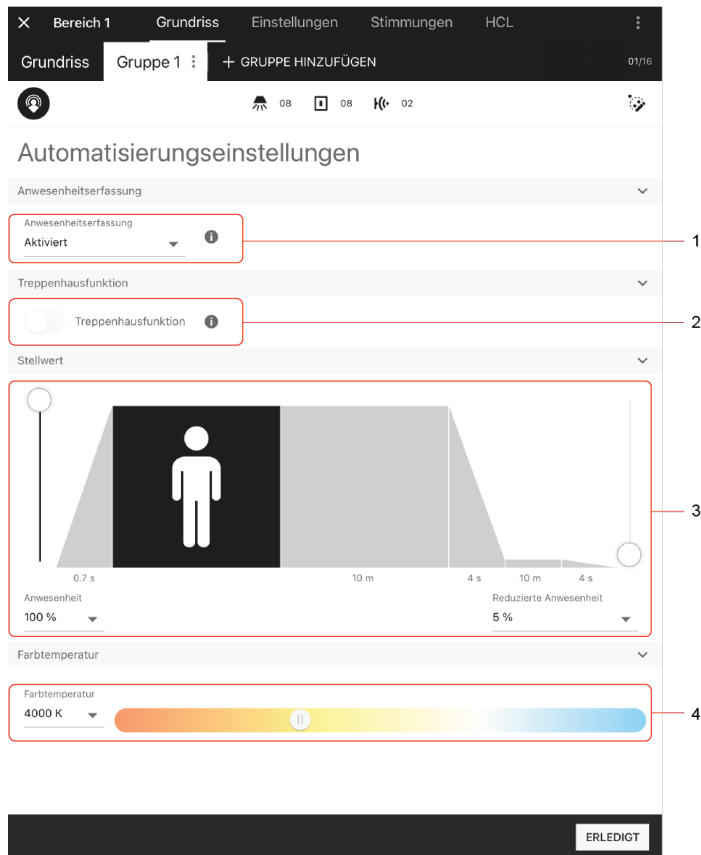 Bereich 1 Grundriss Einstellungen Stimmungen HCL
Grundriss Gruppe 1 + GRUPPE HINZUFÜGEN 01/16
08 08 02
Automatisierungseinstellungen
Anwesenheitserfassung
Anwesenheitserfassung
Aktiviert
1
Treppenhausfunktion
Treppenhausfunktion
2
Stellwert
3
0.7 s 10 m 4 s 10 m 4 s
Anwesenheit Reduzierte Anwesenheit
100 % 5 %
Farbtemperatur
Farbtemperatur
4000 K
4
ERLEDIGT